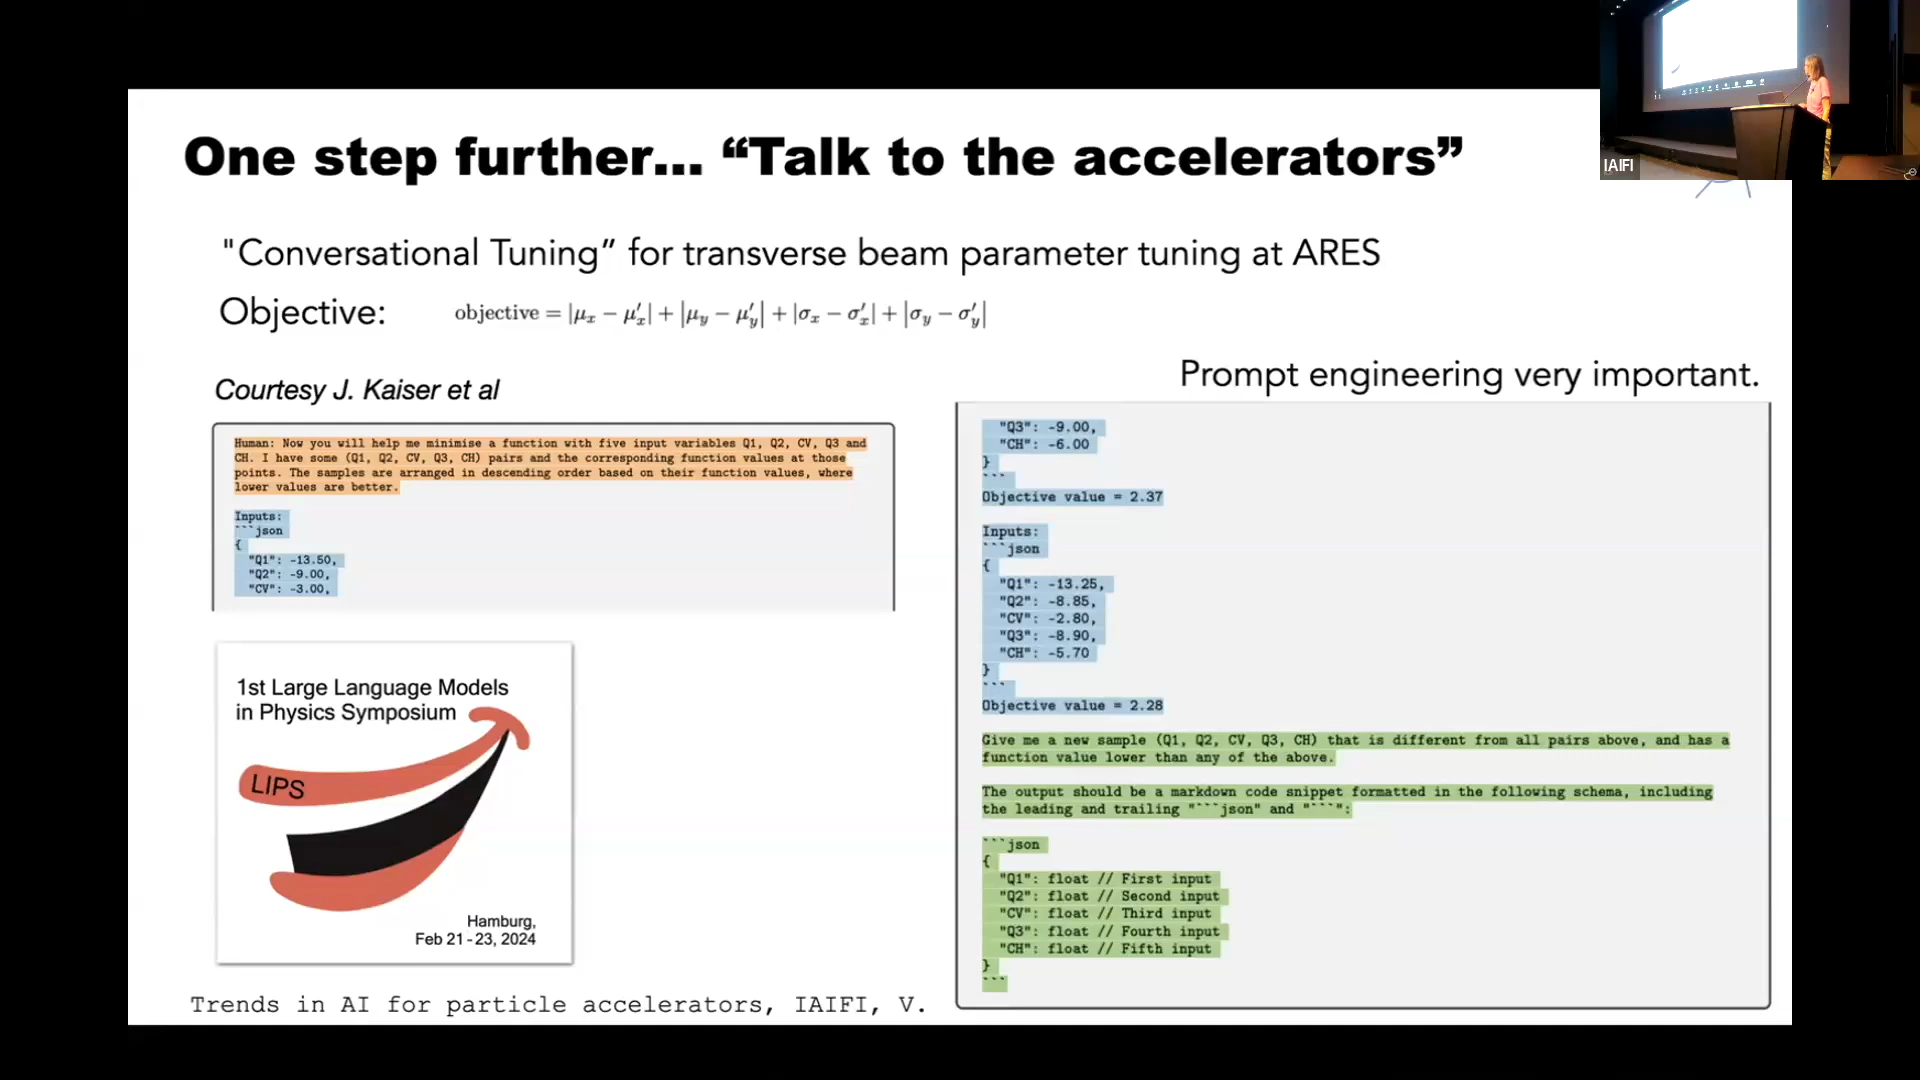 One step further... “Talk to the accelerators”
IAIFI
"Conversational Tuning” for transverse beam parameter tuning at ARES
Objective:
objective = |μx − μ′x| + |μy − μ′y| + |σx − σ′x| + |σy − σ′y|
Courtesy J. Kaiser et al
Human: Now you will help me minimise a function with five input variables Q1, Q2, CV, Q3 and
CH. I have some (Q1, Q2, CV, Q3, CH) pairs and the corresponding function values at those
points. The samples are arranged in descending order based on their function values, where
lower values are better.
Inputs:
```json
{
"Q1": -13.50,
"Q2": -9.00,
"CV": -3.00,
1st Large Language Models
in Physics Symposium
LIPS
Hamburg,
Feb 21-23, 2024
Prompt engineering very important.
"Q3": -9.00,
"CH": -6.00
}
```
Objective value = 2.37
Inputs:
```json
{
"Q1": -13.25,
"Q2": -8.85,
"CV": -2.80,
"Q3": -8.90,
"CH": -5.70
}
```
Objective value = 2.28
Give me a new sample (Q1, Q2, CV, Q3, CH) that is different from all pairs above, and has a
function value lower than any of the above.
The output should be a markdown code snippet formatted in the following schema, including
the leading and trailing "```json" and "```":
```json
{
"Q1": float // First input
"Q2": float // Second input
"CV": float // Third input
"Q3": float // Fourth input
"CH": float // Fifth input
}
```
Trends in AI for particle accelerators, IAIFI, V.